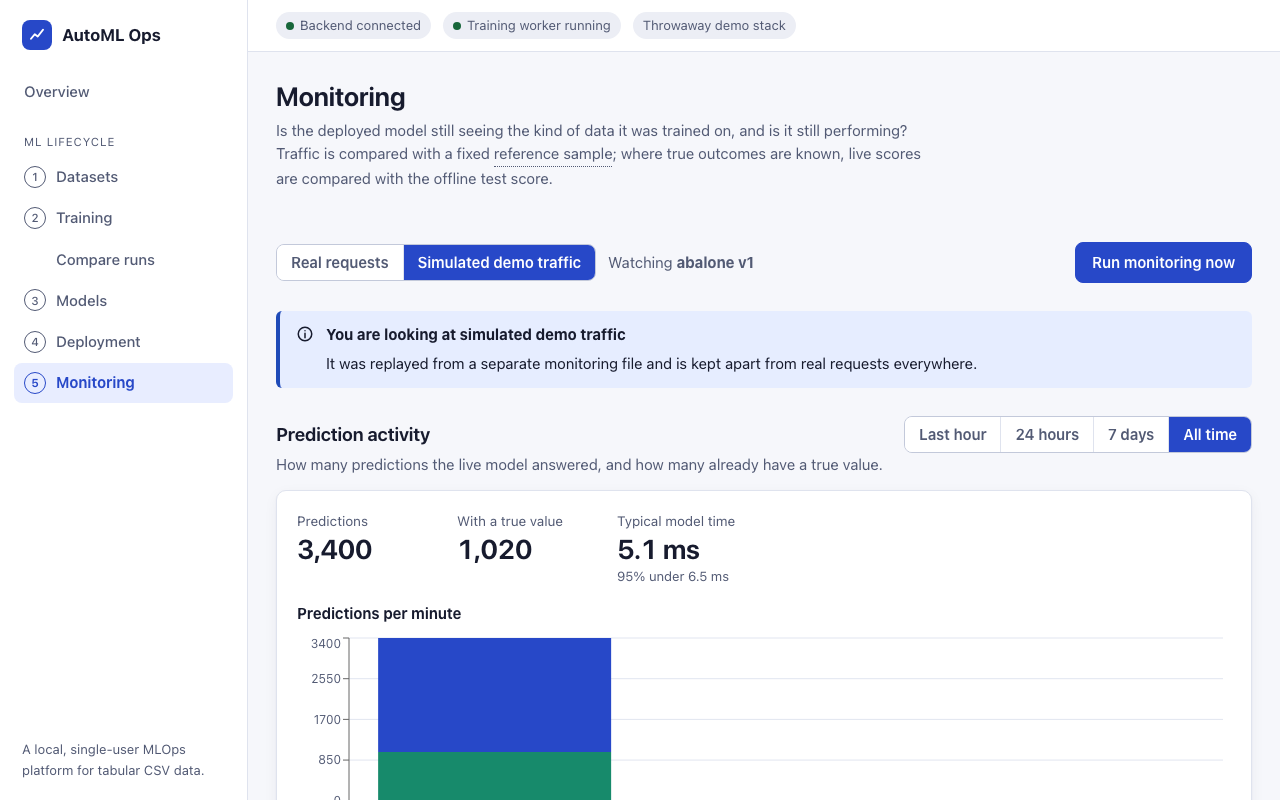 AutoML Ops
Overview
ML LIFECYCLE
1 Datasets
2 Training
Compare runs
3 Models
4 Deployment
5 Monitoring
A local, single-user MLOps
platform for tabular CSV data.
Backend connected
Training worker running
Throwaway demo stack
Monitoring
Is the deployed model still seeing the kind of data it was trained on, and is it still performing?
Traffic is compared with a fixed reference sample; where true outcomes are known, live scores
are compared with the offline test score.
Real requests
Simulated demo traffic
Watching abalone v1
Run monitoring now
You are looking at simulated demo traffic
It was replayed from a separate monitoring file and is kept apart from real requests everywhere.
Prediction activity
Last hour
24 hours
7 days
All time
How many predictions the live model answered, and how many already have a true value.
Predictions
3,400
With a true value
1,020
Typical model time
5.1 ms
95% under 6.5 ms
Predictions per minute
3400
2550
1700
850
0